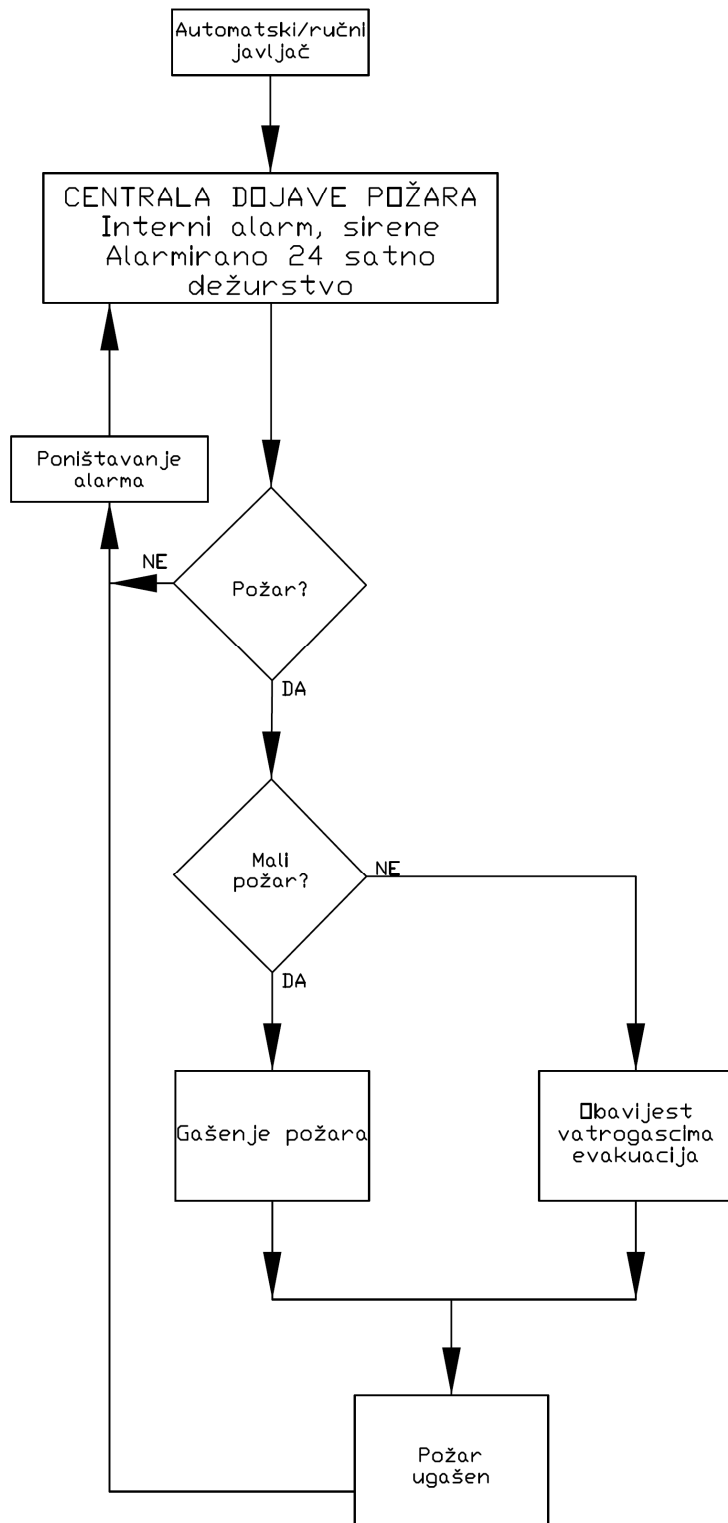 Automatski/ručni
javljač
CENTRALA DOJAVE POŽARA
Interni alarm, sirene
Alarmirano 24 satno
dežurstvo
Poništavanje
alarma
NE
Požar?
DA
Mali
požar?
NE
DA
Gašenje požara
Obavijest
vatrogascima
evakuacija
Požar
ugašen